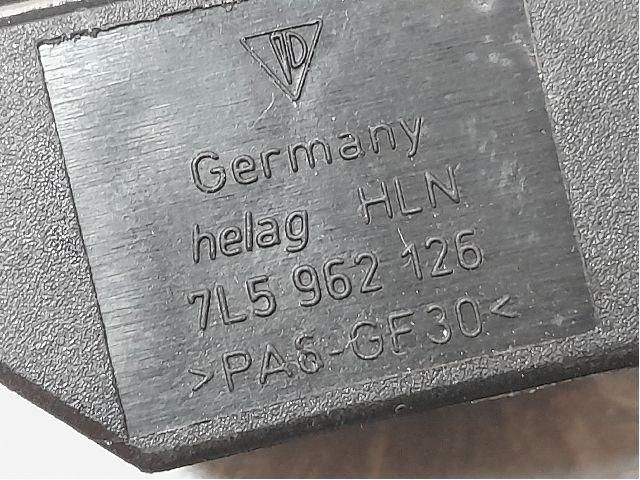 Germany
helag HLN
7L5 962 126
>PA6-GF30<